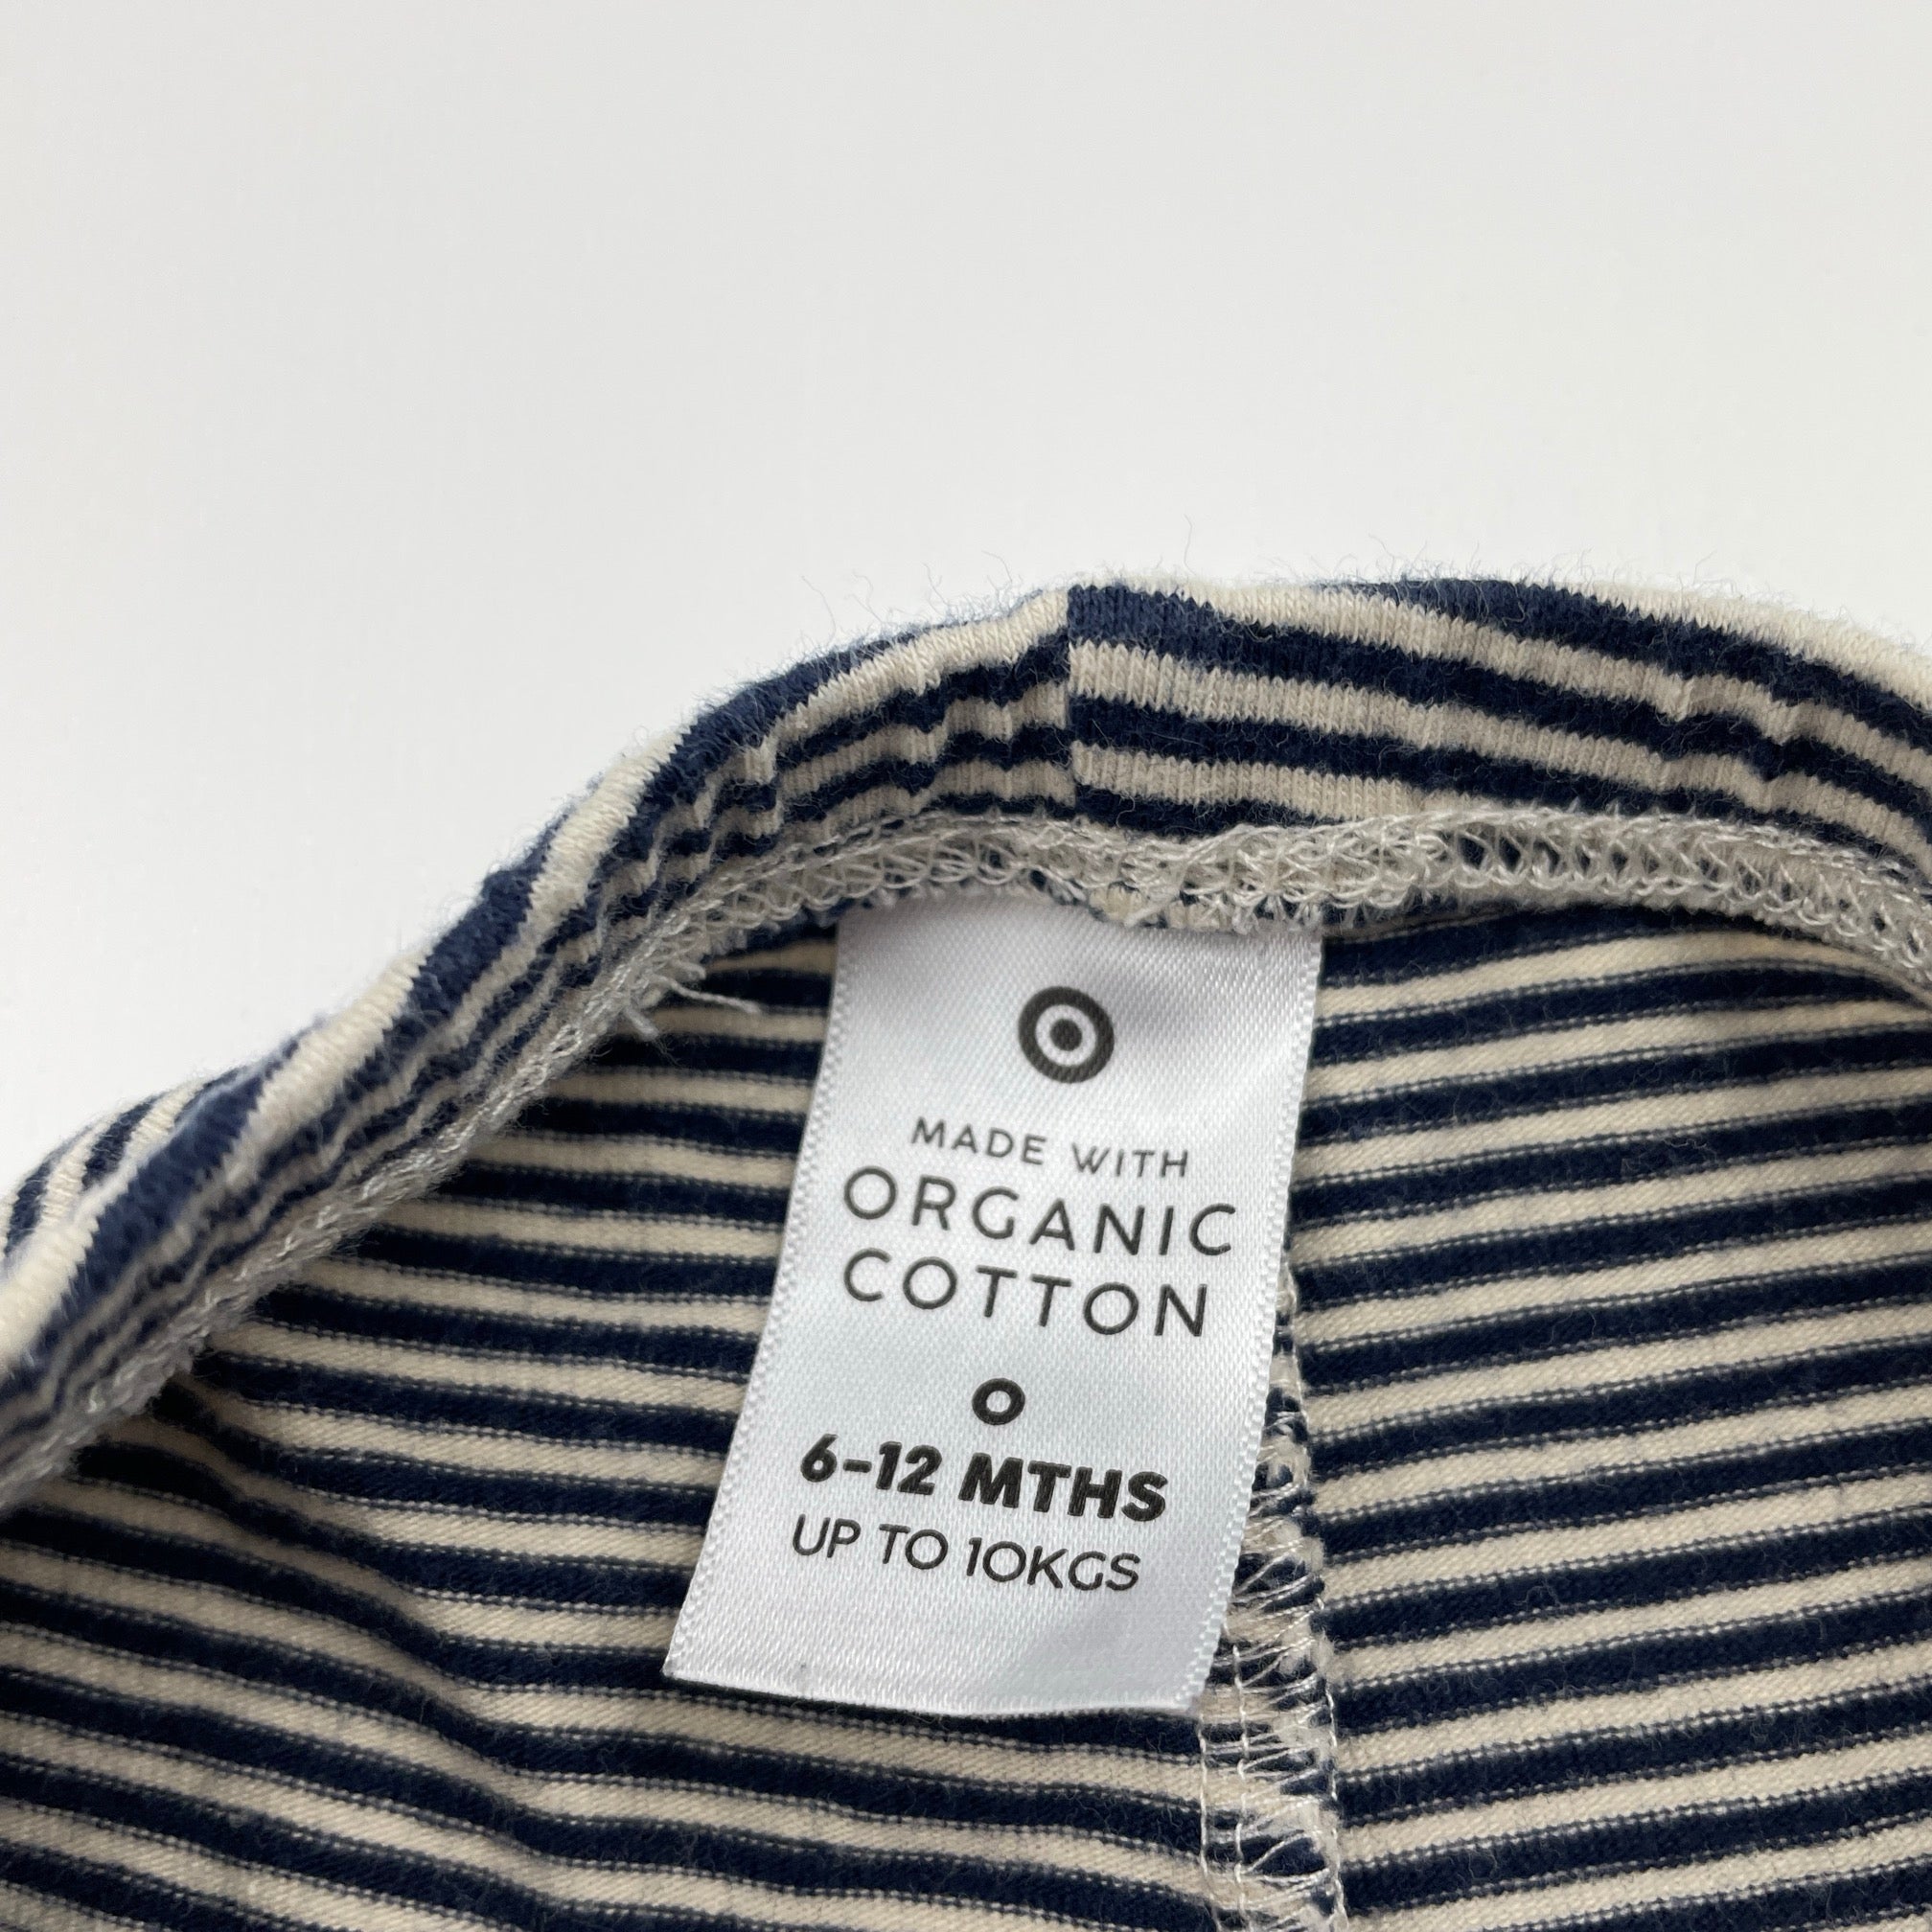 MADE WITH
ORGANIC
COTTON
0
6-12 MTHS
UP TO 10KGS